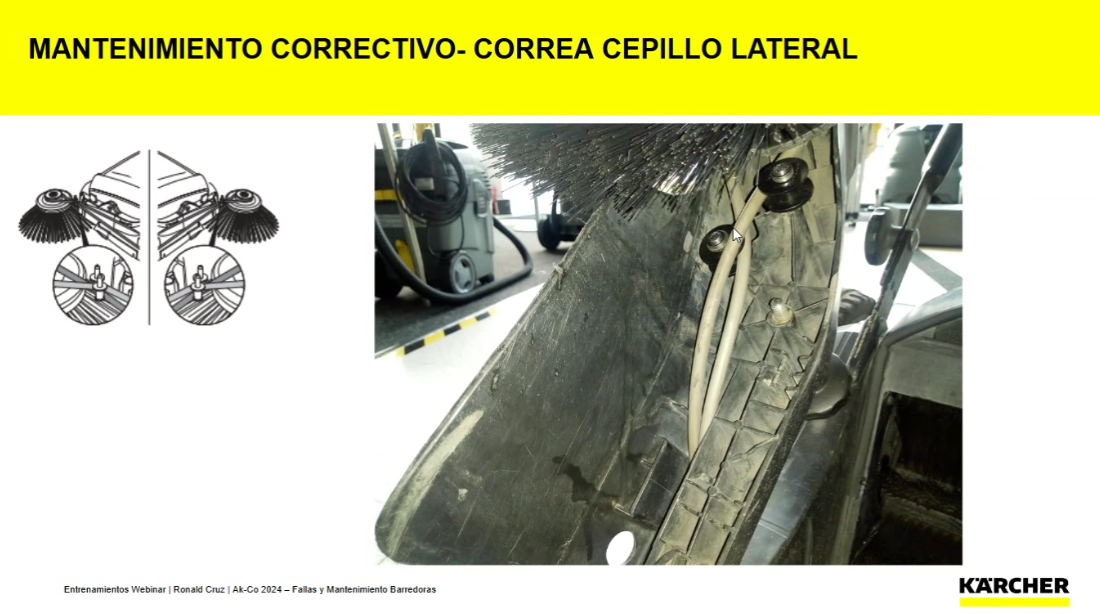 MANTENIMIENTO CORRECTIVO- CORREA CEPILLO LATERAL
Entrenamientos Webinar | Ronald Cruz | Ak-Co 2024 – Fallas y Mantenimiento Barredoras
KÄRCHER